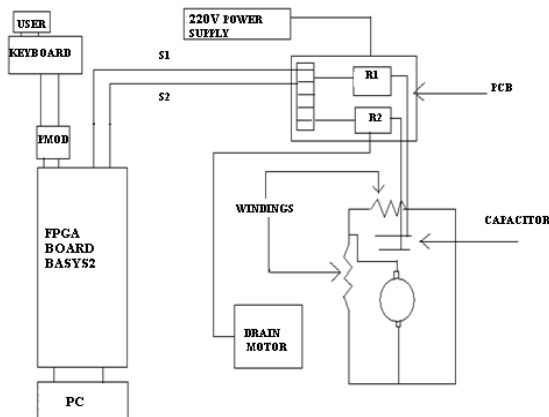 USER
KEYBOARD
PMOD
FPGA
BOARD
BASYS2
PC
S1
S2
220V POWER
SUPPLY
R1
R2
PCB
WINDINGS
CAPACITOR
DRAIN
MOTOR